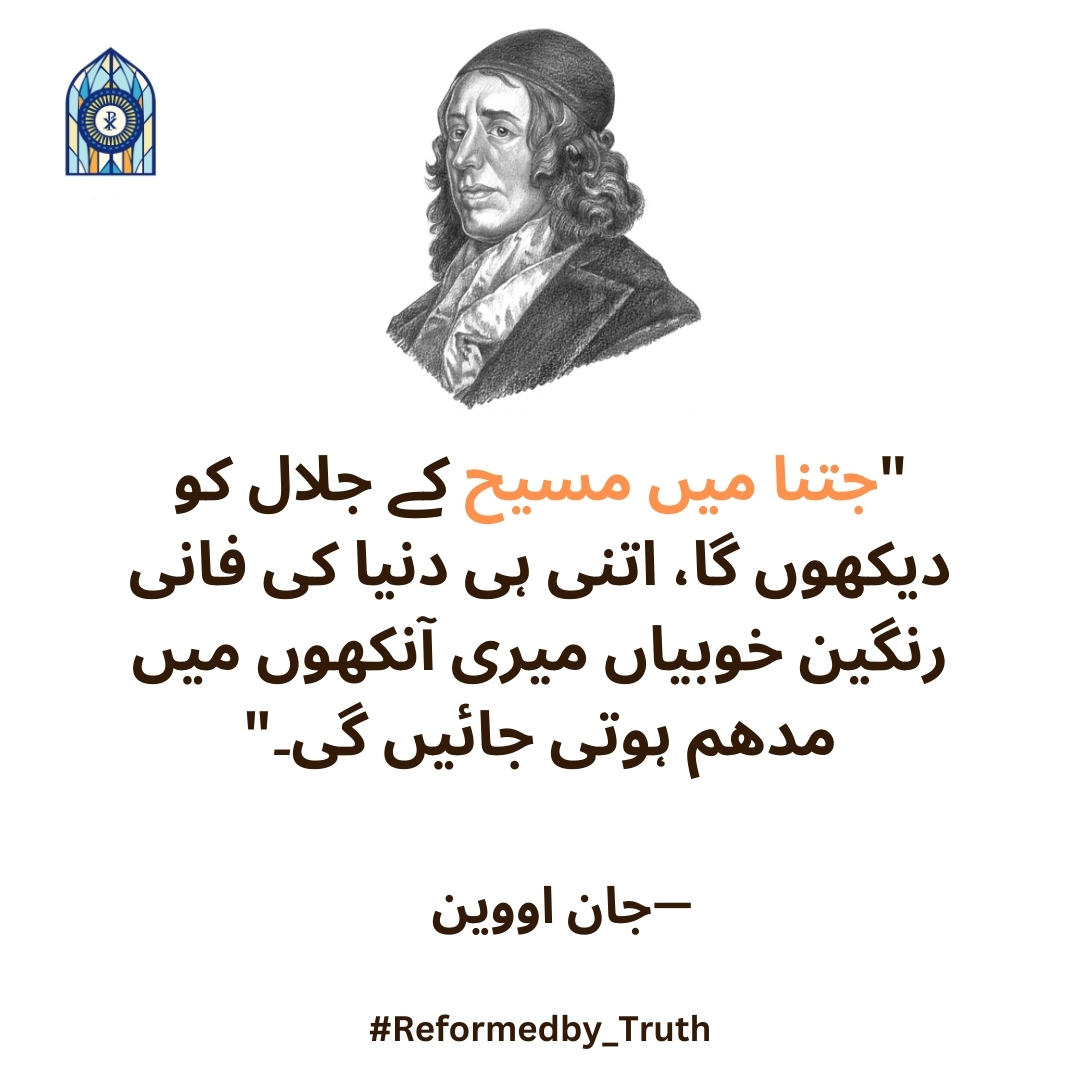 "جتنا میں مسیح کے جلال کو
دیکھوں گا، اتنی ہی دنیا کی فانی
رنگین خوبیاں میری آنکھوں میں
مدھم ہوتی جائیں گی۔"
—جان اووین
#Reformedby_Truth